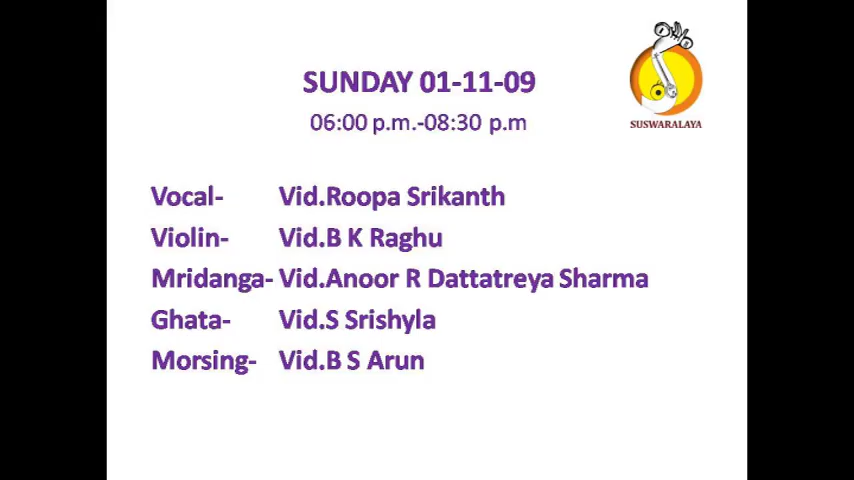 SUNDAY 01-11-09
06:00 p.m.-08:30 p.m
SUSWARALAYA
Vocal- Vid.Roopa Srikanth
Violin- Vid.B K Raghu
Mridanga- Vid.Anoor R Dattatreya Sharma
Ghata- Vid.S Srishyla
Morsing- Vid.B S Arun